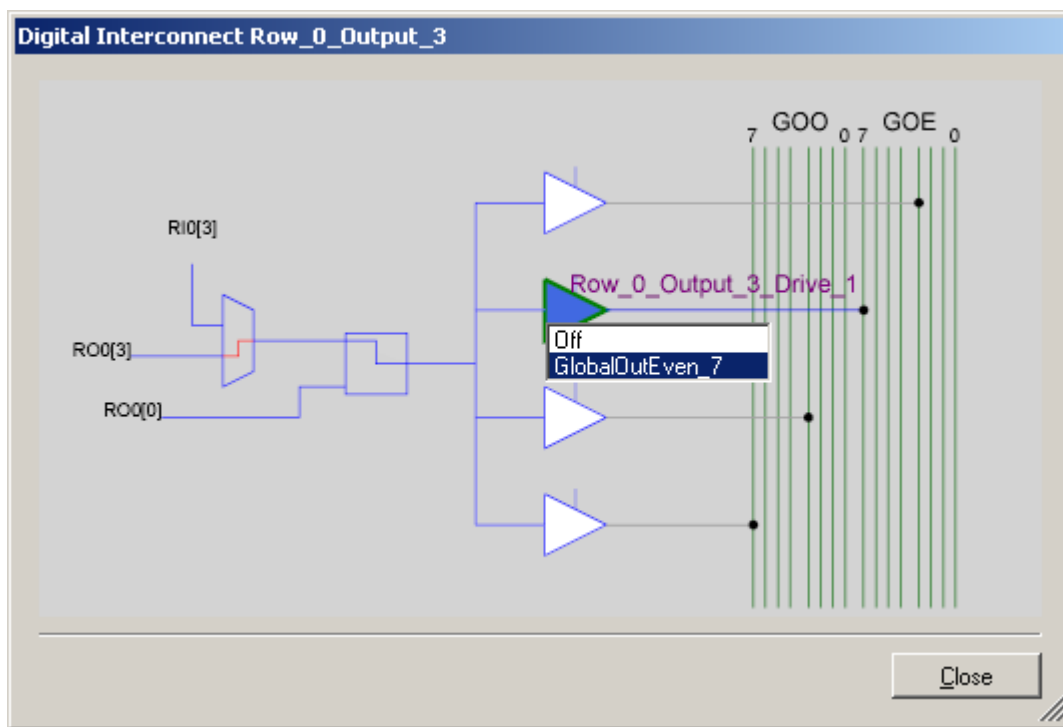 Digital Interconnect Row_0_Output_3
GOO GOE
7 0 7 0
RI0[3]
Row_0_Output_3_Drive_1
Off
RO0[3]
GlobalOutEven_7
RO0[0]
Close